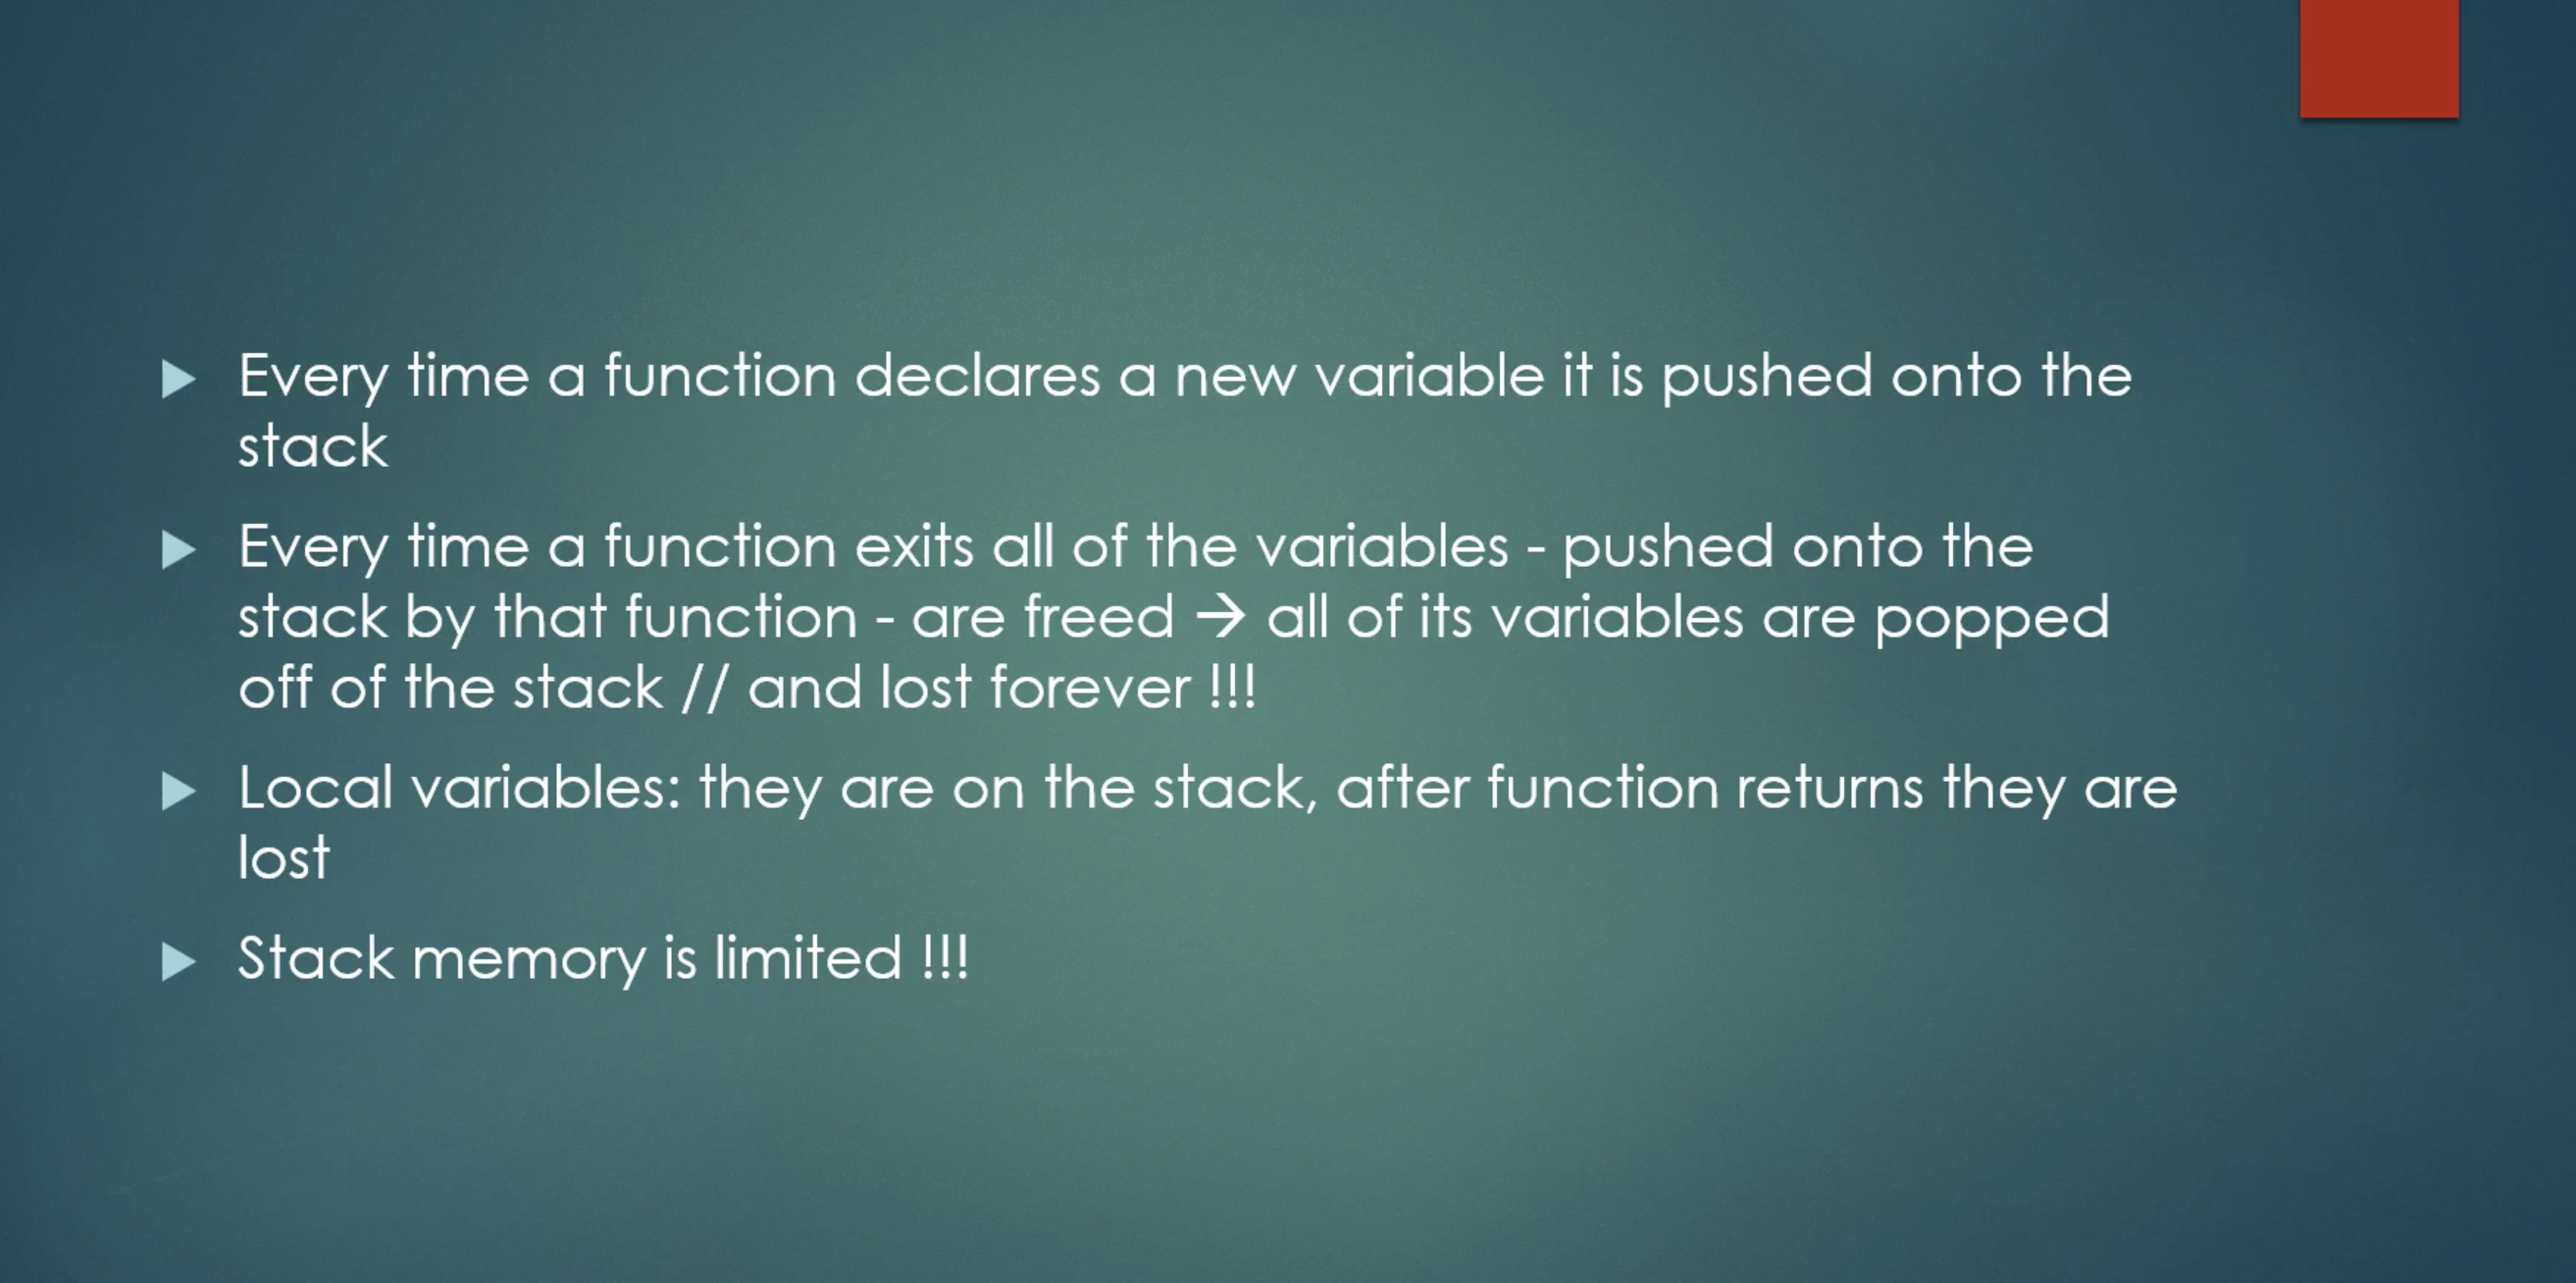 Every time a function declares a new variable it is pushed onto the
stack
Every time a function exits all of the variables - pushed onto the
stack by that function - are freed → all of its variables are popped
off of the stack // and lost forever !!!
Local variables: they are on the stack, after function returns they are
lost
Stack memory is limited !!!